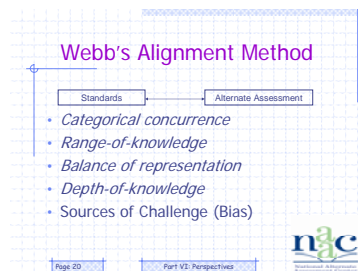 Webb's Alignment Method
Standards
Alternate Assessment
• Categorical concurrence
• Range-of-knowledge
• Balance of representation
• Depth-of-knowledge
• Sources of Challenge (Bias)
naac
Page 20
Part VI: Perspectives